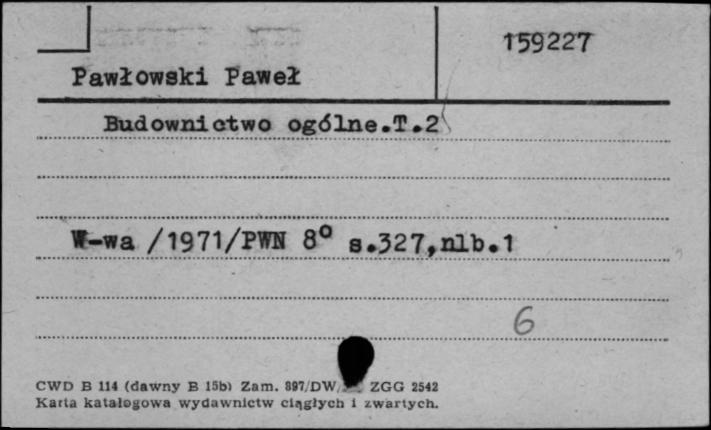 159227
Pawłowski Paweł
Budownictwo ogólne.T.2
W-wa /1971/PWN 8° s.327,nlb.1
6
CWD B 114 (dawny B 15b) Zam. 897/DW/ ZGG 2542
Karta katalogowa wydawnictw ciągłych i zwartych.